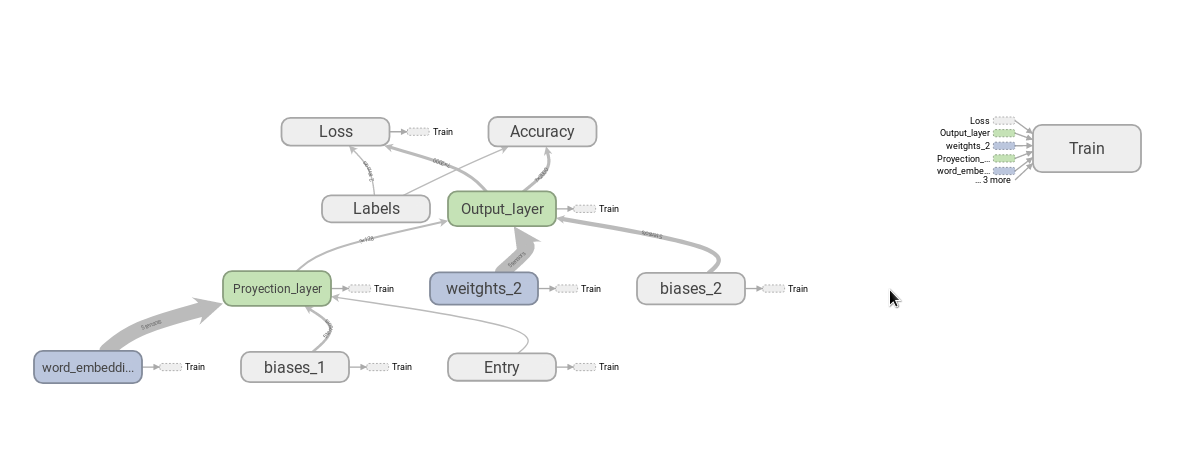 Loss
Train
Accuracy
Loss
Output_layer
weitghts_2
Proyection_...
word_embe...
... 3 more
Train
Labels
Output_layer
Train
Proyection_layer
Train
weitghts_2
Train
biases_2
Train
word_embeddi...
Train
biases_1
Train
Entry
Train